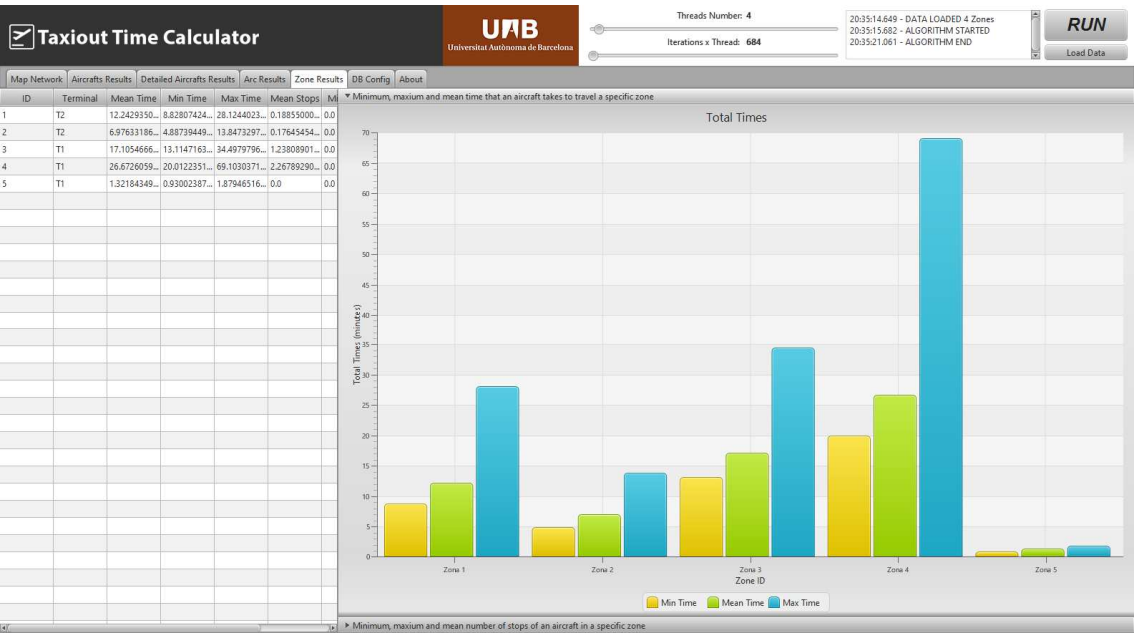 Taxiout Time Calculator
UAB
Universitat Autònoma de Barcelona
Threads Number: 4
Iterations x Thread: 684
20:35:14.649 - DATA LOADED 4 Zones
20:35:15.682 - ALGORITHM STARTED
20:35:21.061 - ALGORITHM END
RUN
Load Data
Map Network Aircrafts Results Detailed Aircrafts Results Arc Results Zone Results DB Config About
ID Terminal Mean Time Min Time Max Time Mean Stops Mi
1 T2 12.2429350... 8.82807424... 28.1244023... 0.18855000... 0.0
2 T2 6.97633186... 4.88739449... 13.8473297... 0.17645454... 0.0
3 T1 17.1054666... 13.1147163... 34.4979796... 1.23808901... 0.0
4 T1 26.6726059... 20.0122351... 69.1030371... 2.26789290... 0.0
5 T1 1.32184349... 0.93002387... 1.87946516... 0.0 0.0
Minimum, maxium and mean time that an aircraft takes to travel a specific zone
Total Times
Total Times (minutes)
70
65
60
55
50
45
40
35
30
25
20
15
10
5
0
Zona 1 Zona 2 Zona 3 Zona 4 Zona 5
Zone ID
Min Time Mean Time Max Time
Minimum, maxium and mean number of stops of an aircraft in a specific zone